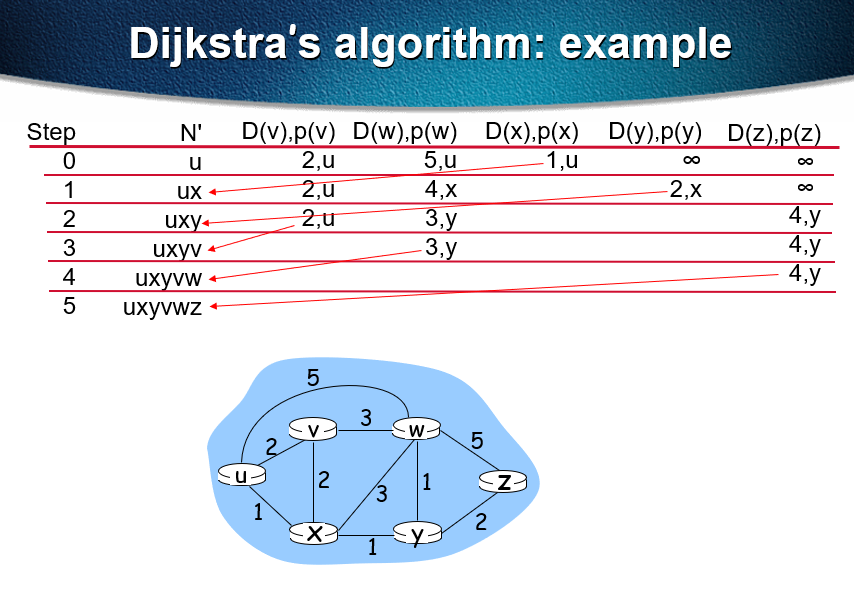 Dijkstra's algorithm: example
Step N' D(v),p(v) D(w),p(w) D(x),p(x) D(y),p(y) D(z),p(z)
0 u 2,u 5,u 1,u ∞ ∞
1 ux 2,u 4,x 2,x ∞
2 uxy 2,u 3,y 4,y
3 uxyv 3,y 4,y
4 uxyvw 4,y
5 uxyvwz
5
v 3 w
2 5
u 2 3 1 z
1 2
x 1 y